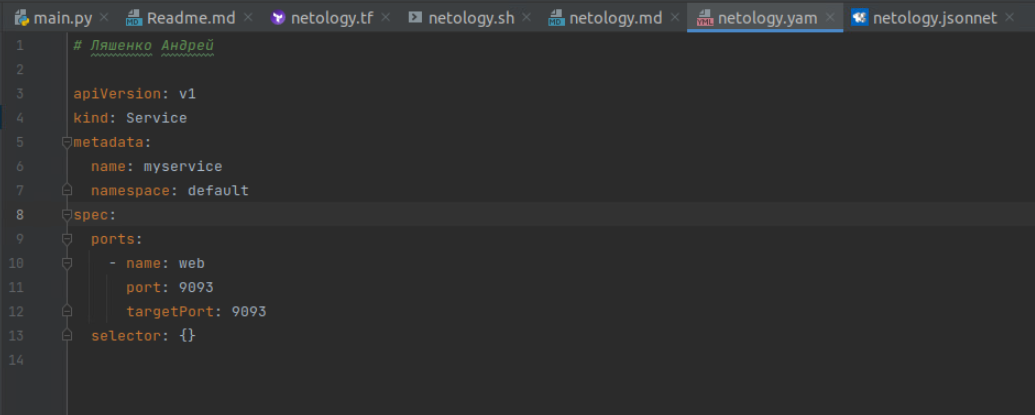 main.py Readme.md netology.tf netology.sh netology.md netology.yam netology.jsonnet
1 # Ляшенко Андрей
2
3 apiVersion: v1
4 kind: Service
5 metadata:
6   name: myservice
7   namespace: default
8 spec:
9   ports:
10     - name: web
11       port: 9093
12       targetPort: 9093
13   selector: {}
14